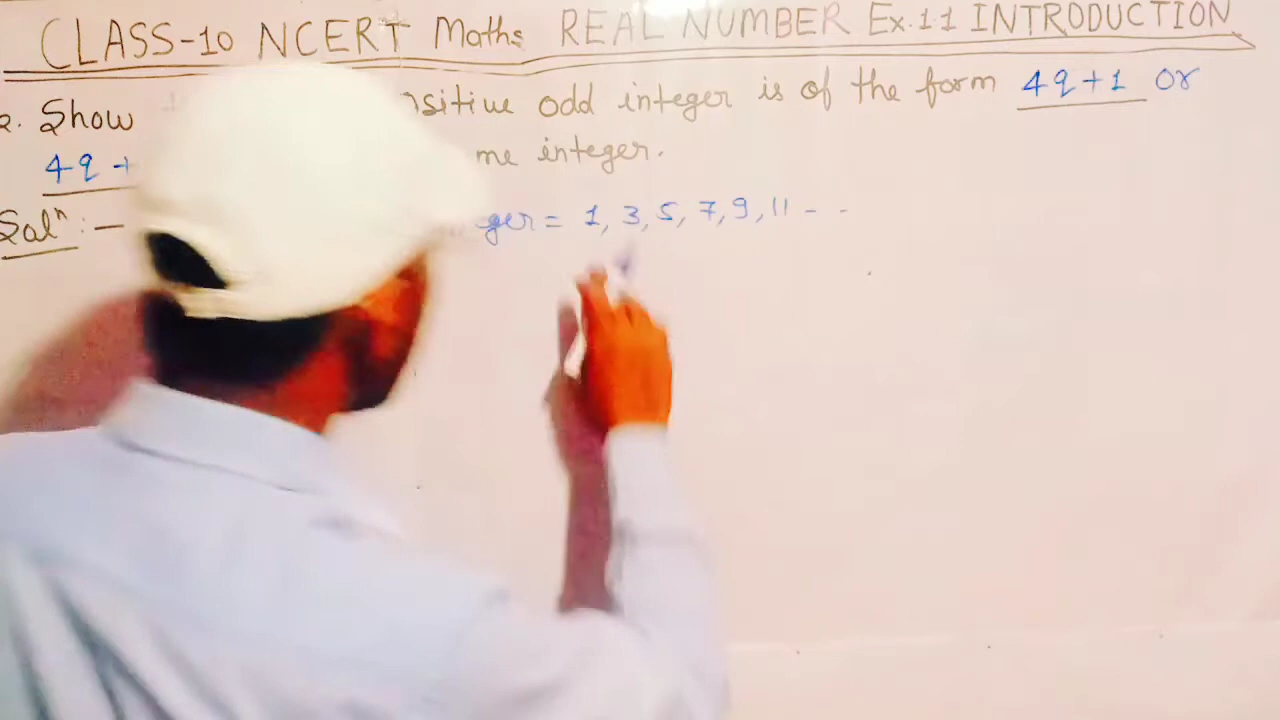 CLASS-10 NCERT Maths REAL NUMBER Ex.1.1 INTRODUCTION
2. Show sitive odd integer is of the form 4q+1 or
4q + me integer.
Solⁿ :— ger = 1, 3, 5, 7, 9, 11 - -